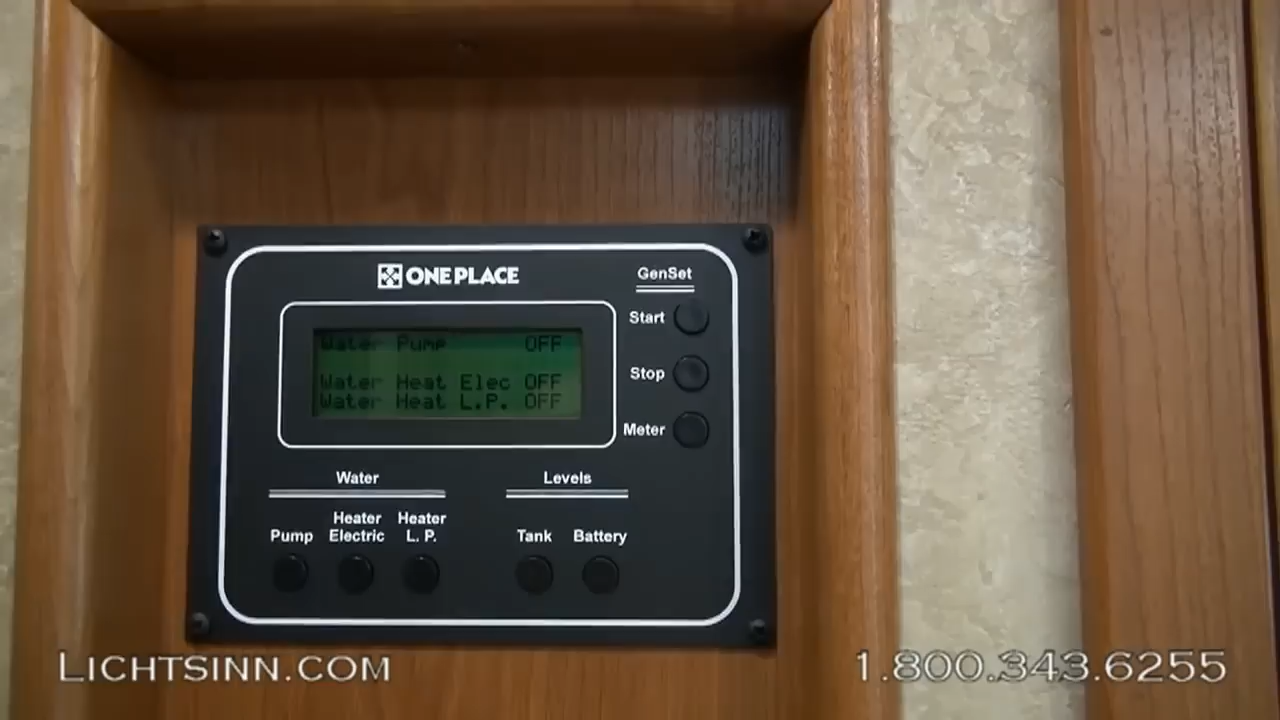 ONE PLACE
GenSet
Start
Stop
Meter
Water Pump OFF
Water Heat Elec OFF
Water Heat L.P. OFF
Water
Pump
Heater Electric
Heater L. P.
Levels
Tank
Battery
LICHTSINN.COM
1.800.343.6255